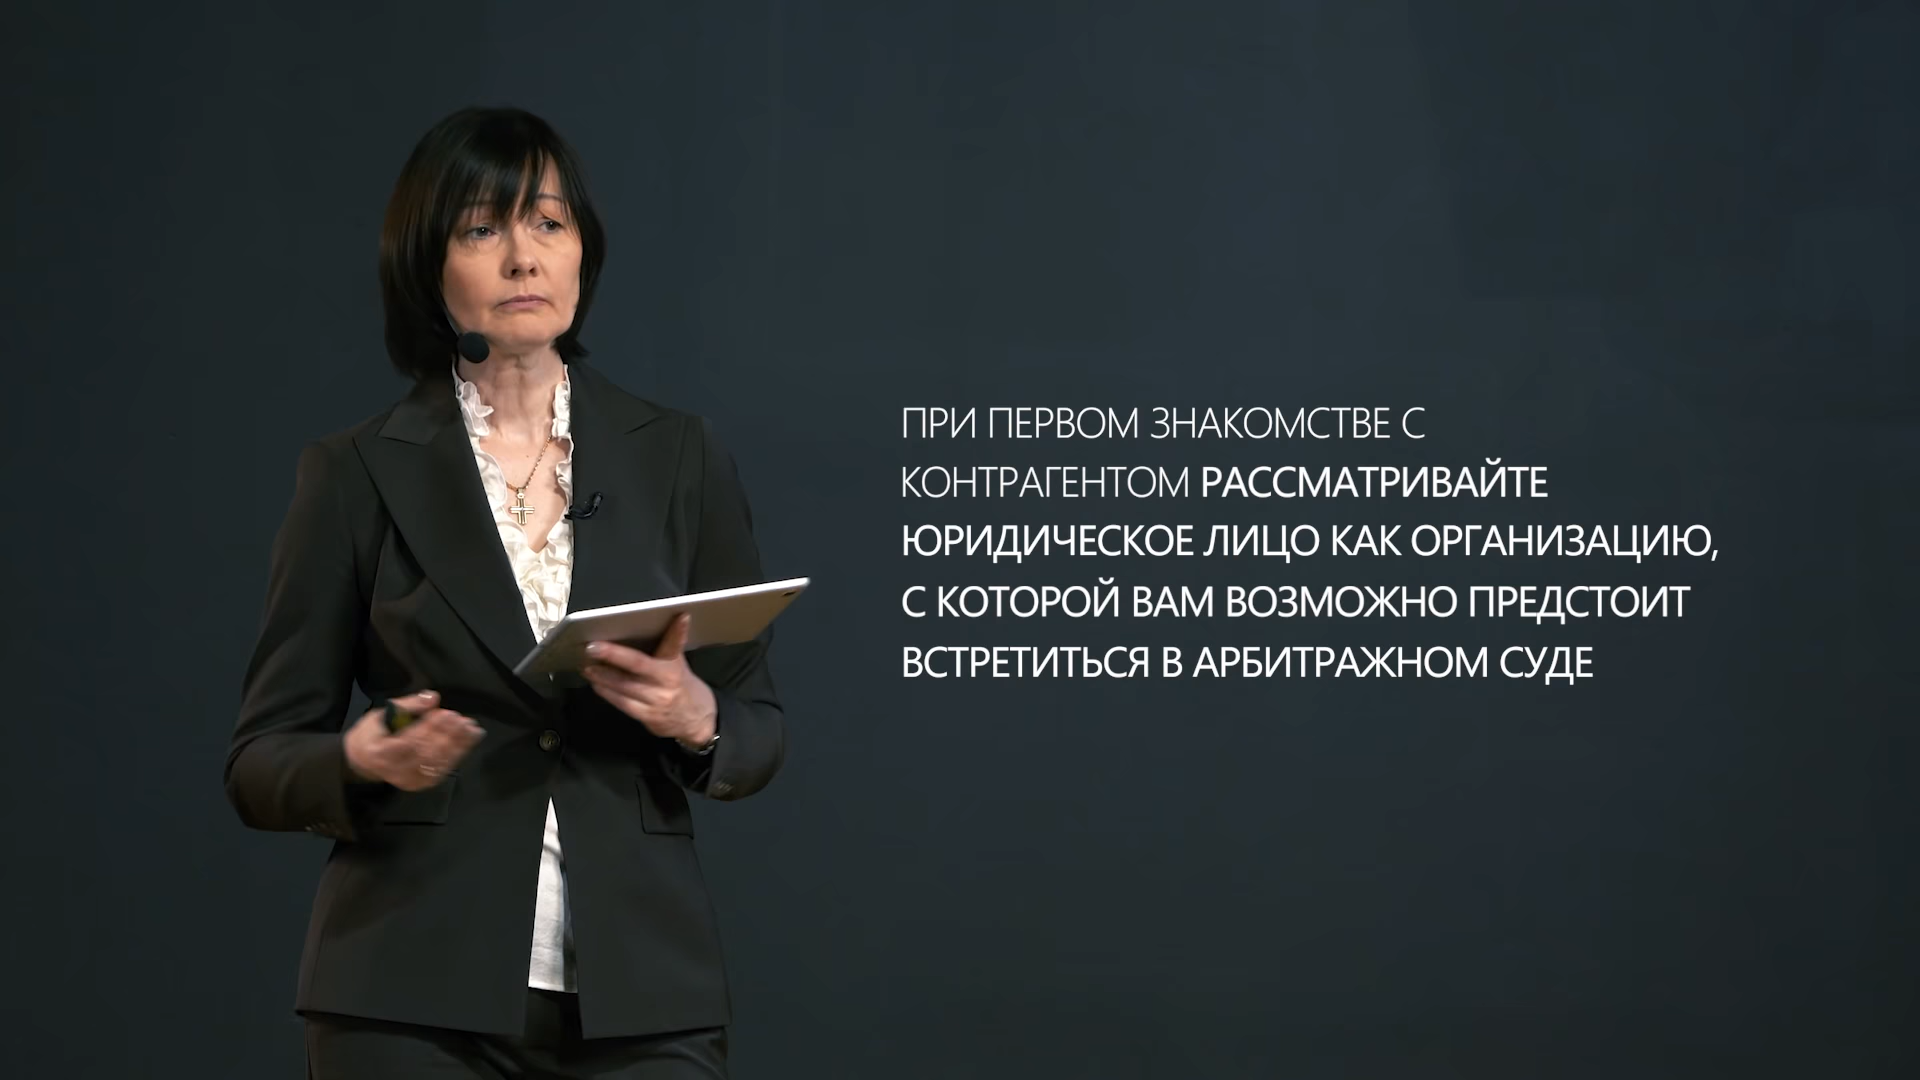 ПРИ ПЕРВОМ ЗНАКОМСТВЕ С
КОНТРАГЕНТОМ РАССМАТРИВАЙТЕ
ЮРИДИЧЕСКОЕ ЛИЦО КАК ОРГАНИЗАЦИЮ,
С КОТОРОЙ ВАМ ВОЗМОЖНО ПРЕДСТОИТ
ВСТРЕТИТЬСЯ В АРБИТРАЖНОМ СУДЕ